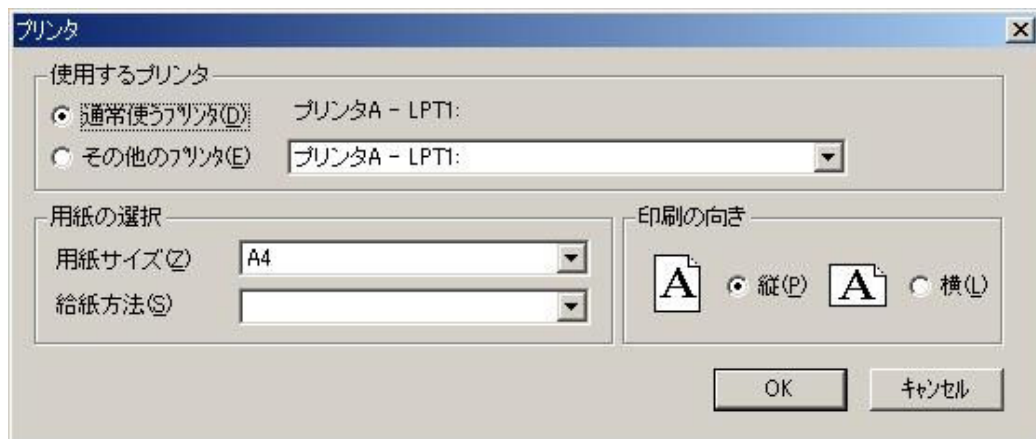 プリンタ
使用するプリンタ
通常使うﾌﾟﾘﾝﾀ(D) プリンタA - LPT1:
その他のﾌﾟﾘﾝﾀ(E) プリンタA - LPT1:
用紙の選択
用紙サイズ(Z) A4
給紙方法(S)
印刷の向き
A 縦(P) A 横(L)
OK ｷｬﾝｾﾙ